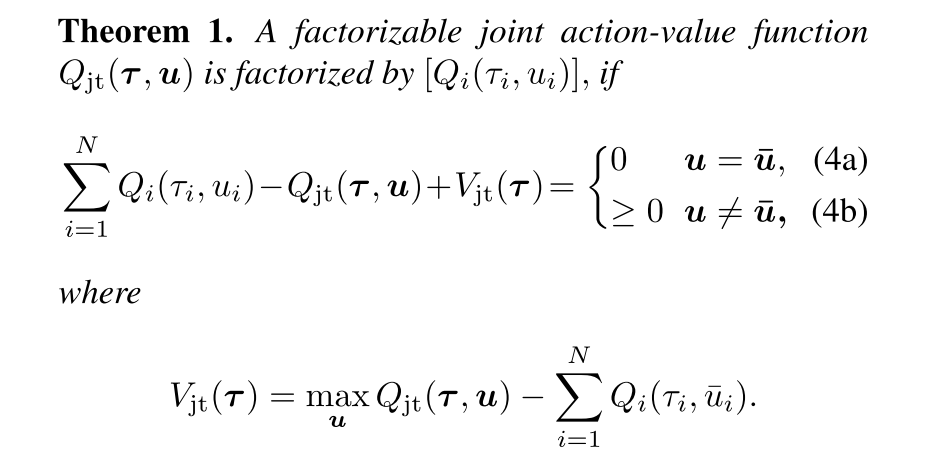 Theorem 1. A factorizable joint action-value function
Q_jt(τ, u) is factorized by [Q_i(τ_i, u_i)], if
∑_{i=1}^{N} Q_i(τ_i, u_i) − Q_jt(τ, u) + V_jt(τ) = { 0 u = ū, (4a)
≥ 0 u ≠ ū, (4b)
where
V_jt(τ) = max_u Q_jt(τ, u) − ∑_{i=1}^{N} Q_i(τ_i, ū_i).